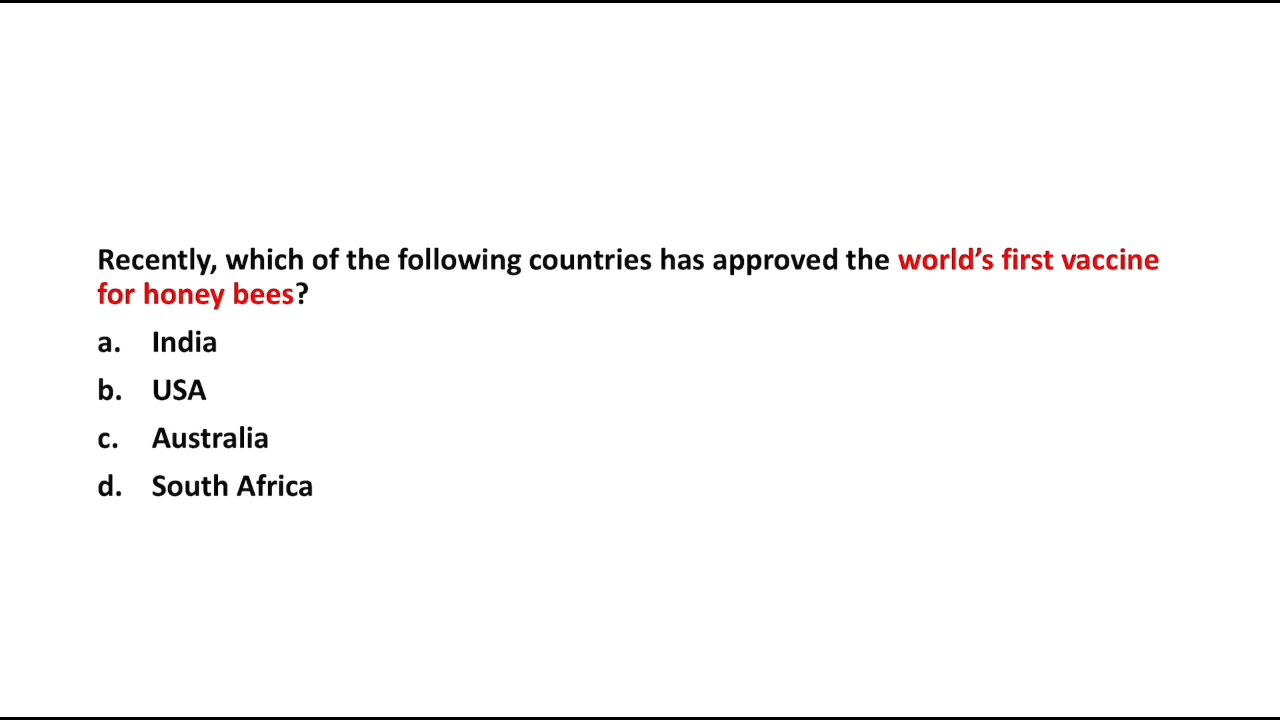 Recently, which of the following countries has approved the world’s first vaccine
for honey bees?
a. India
b. USA
c. Australia
d. South Africa